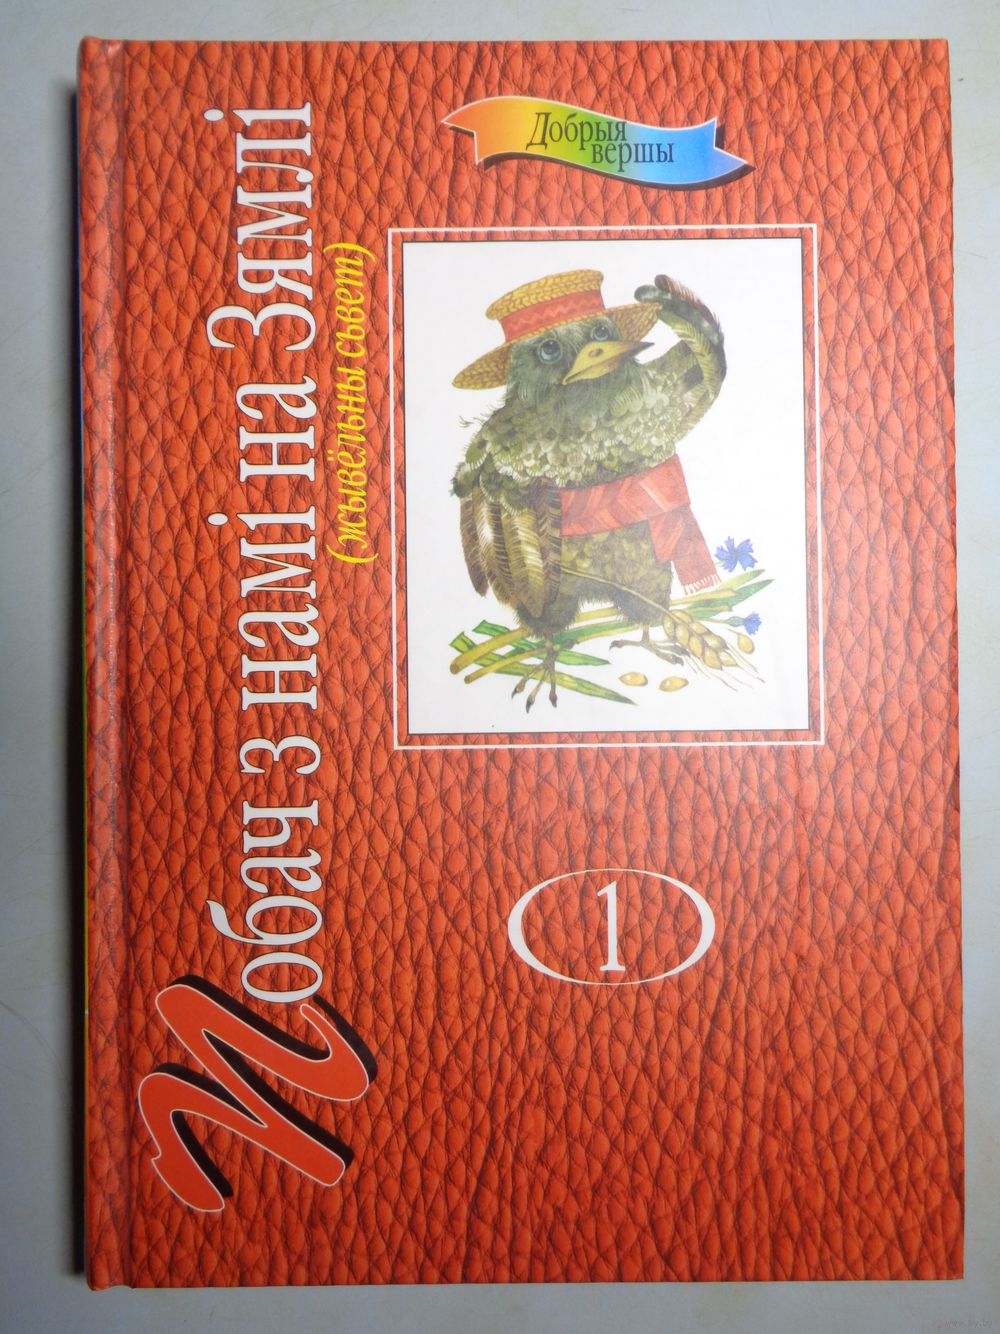 Добрыя
вершы
Побач з намі на Зямлі
(жывёльны сьвет)
1